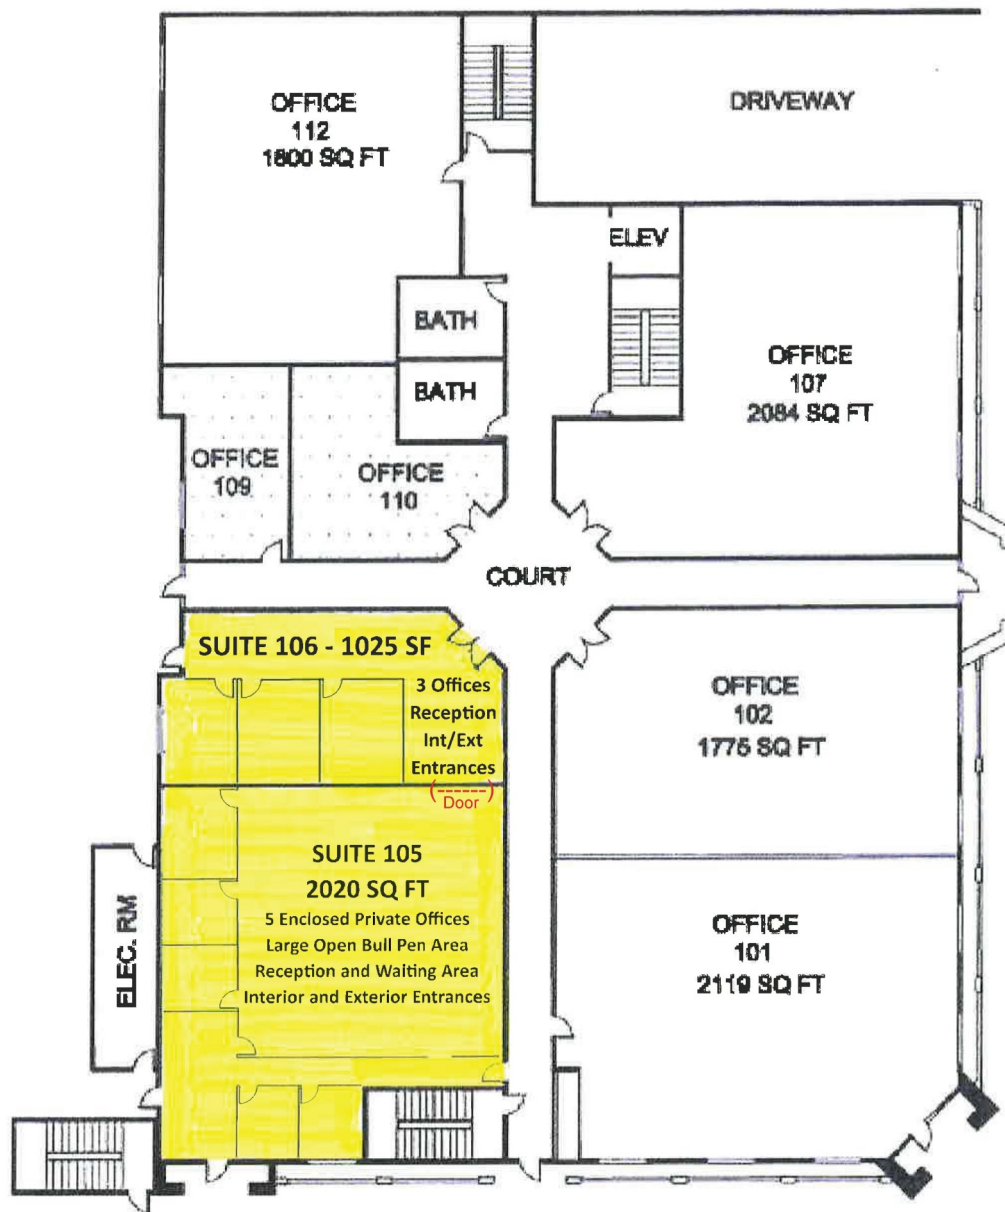 OFFICE
112
1800 SQ FT
DRIVEWAY
ELEV
BATH
BATH
OFFICE
107
2084 SQ FT
OFFICE
109
OFFICE
110
COURT
SUITE 106 - 1025 SF
3 Offices
Reception
Int/Ext
Entrances
(------)
Door
OFFICE
102
1775 SQ FT
SUITE 105
2020 SQ FT
5 Enclosed Private Offices
Large Open Bull Pen Area
Reception and Waiting Area
Interior and Exterior Entrances
ELEC. RM
OFFICE
101
2119 SQ FT